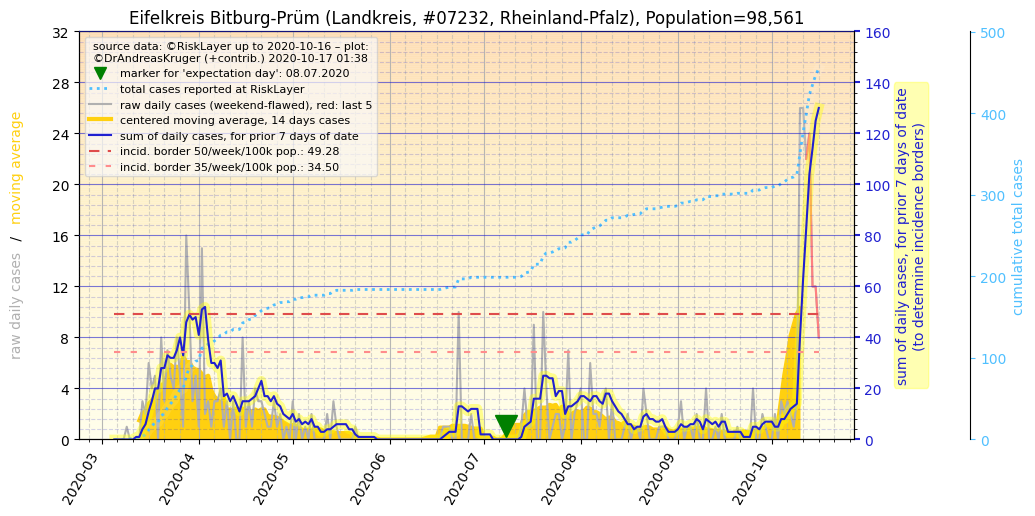 Eifelkreis Bitburg-Prüm (Landkreis, #07232, Rheinland-Pfalz), Population=98,561
source data: ©RiskLayer up to 2020-10-16 – plot:
©DrAndreasKruger (+contrib.) 2020-10-17 01:38
marker for 'expectation day': 08.07.2020
total cases reported at RiskLayer
raw daily cases (weekend-flawed), red: last 5
centered moving average, 14 days cases
sum of daily cases, for prior 7 days of date
incid. border 50/week/100k pop.: 49.28
incid. border 35/week/100k pop.: 34.50
raw daily cases / moving average
32
28
24
20
16
12
8
4
0
2020-03
2020-04
2020-05
2020-06
2020-07
2020-08
2020-09
2020-10
160
140
120
100
80
60
40
20
0
sum of daily cases, for prior 7 days of date
(to determine incidence borders)
500
400
300
200
100
0
cumulative total cases